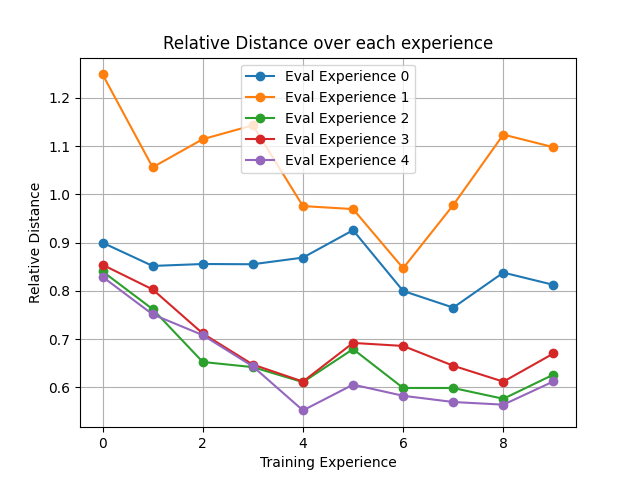 Relative Distance over each experience
Eval Experience 0
Eval Experience 1
Eval Experience 2
Eval Experience 3
Eval Experience 4
Relative Distance
1.2
1.1
1.0
0.9
0.8
0.7
0.6
0 2 4 6 8
Training Experience